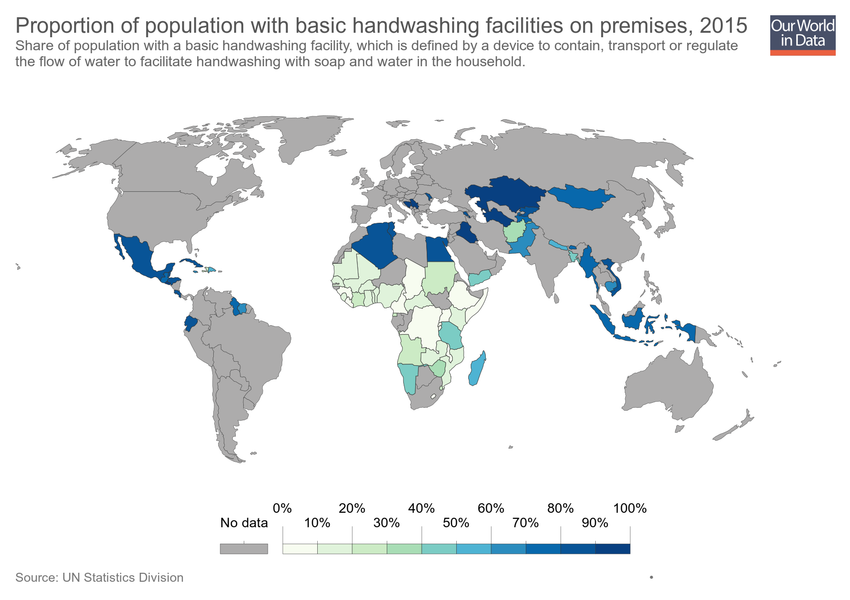 Proportion of population with basic handwashing facilities on premises, 2015
Our World
in Data
Share of population with a basic handwashing facility, which is defined by a device to contain, transport or regulate
the flow of water to facilitate handwashing with soap and water in the household.
0% 20% 40% 60% 80% 100%
No data 10% 30% 50% 70% 90%
Source: UN Statistics Division